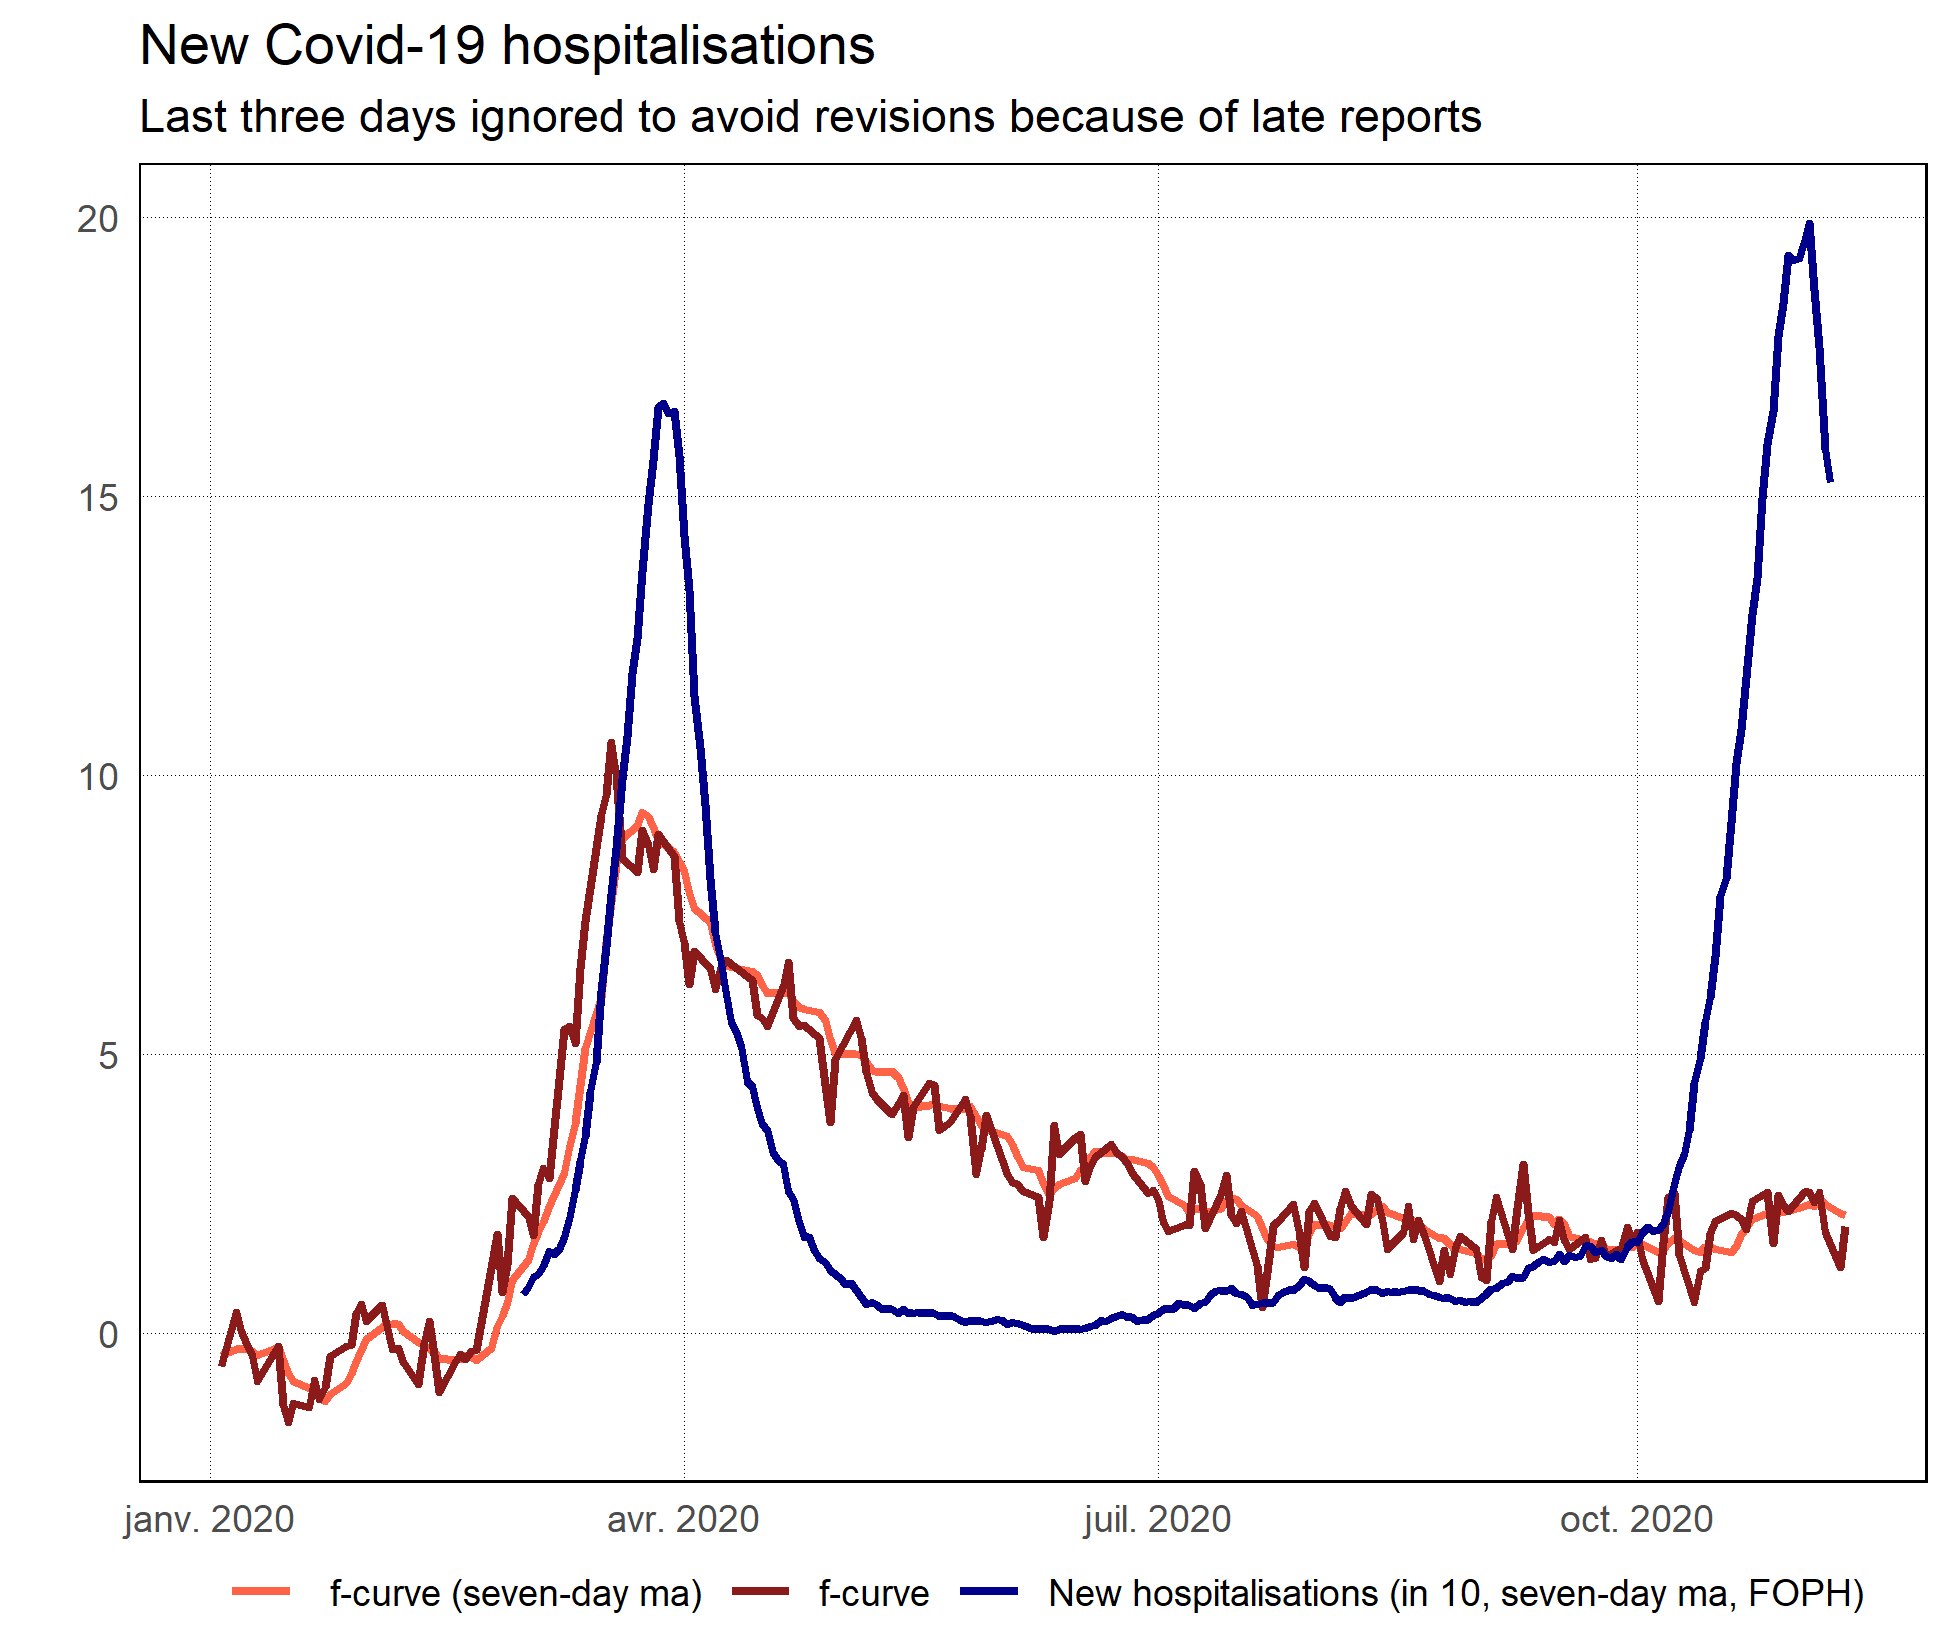 New Covid-19 hospitalisations
Last three days ignored to avoid revisions because of late reports
20
15
10
5
0
janv. 2020 avr. 2020 juil. 2020 oct. 2020
f-curve (seven-day ma) f-curve New hospitalisations (in 10, seven-day ma, FOPH)